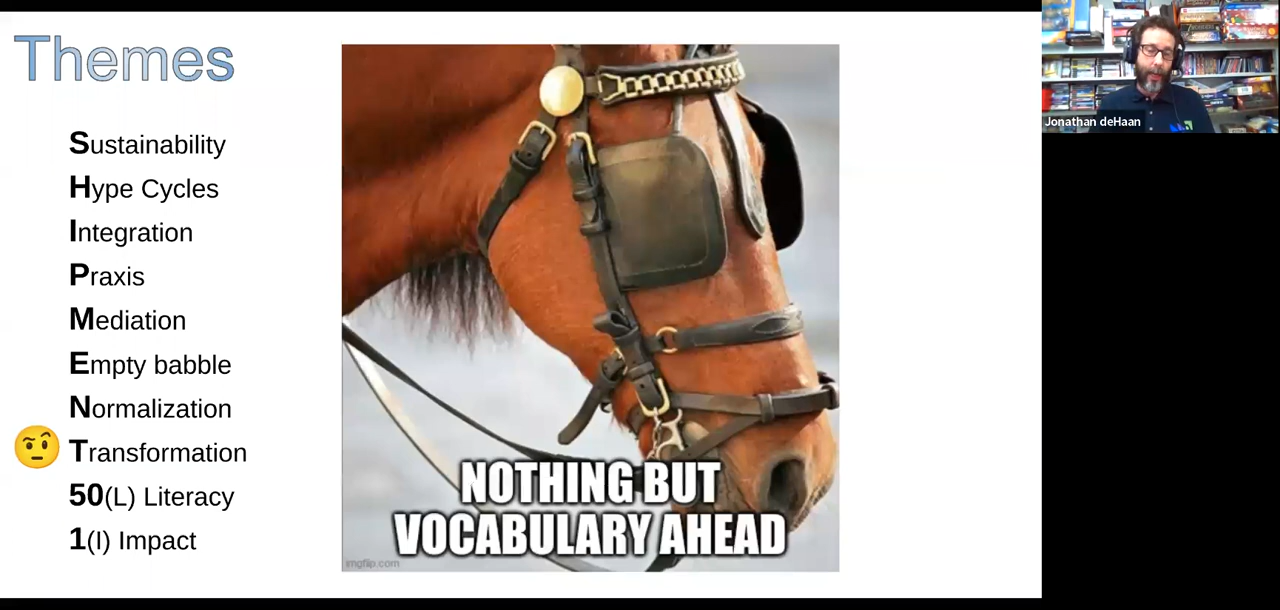 Themes
Sustainability
Hype Cycles
Integration
Praxis
Mediation
Empty babble
Normalization
Transformation
50(L) Literacy
1(I) Impact
NOTHING BUT
VOCABULARY AHEAD
imgflip.com
Jonathan deHaan